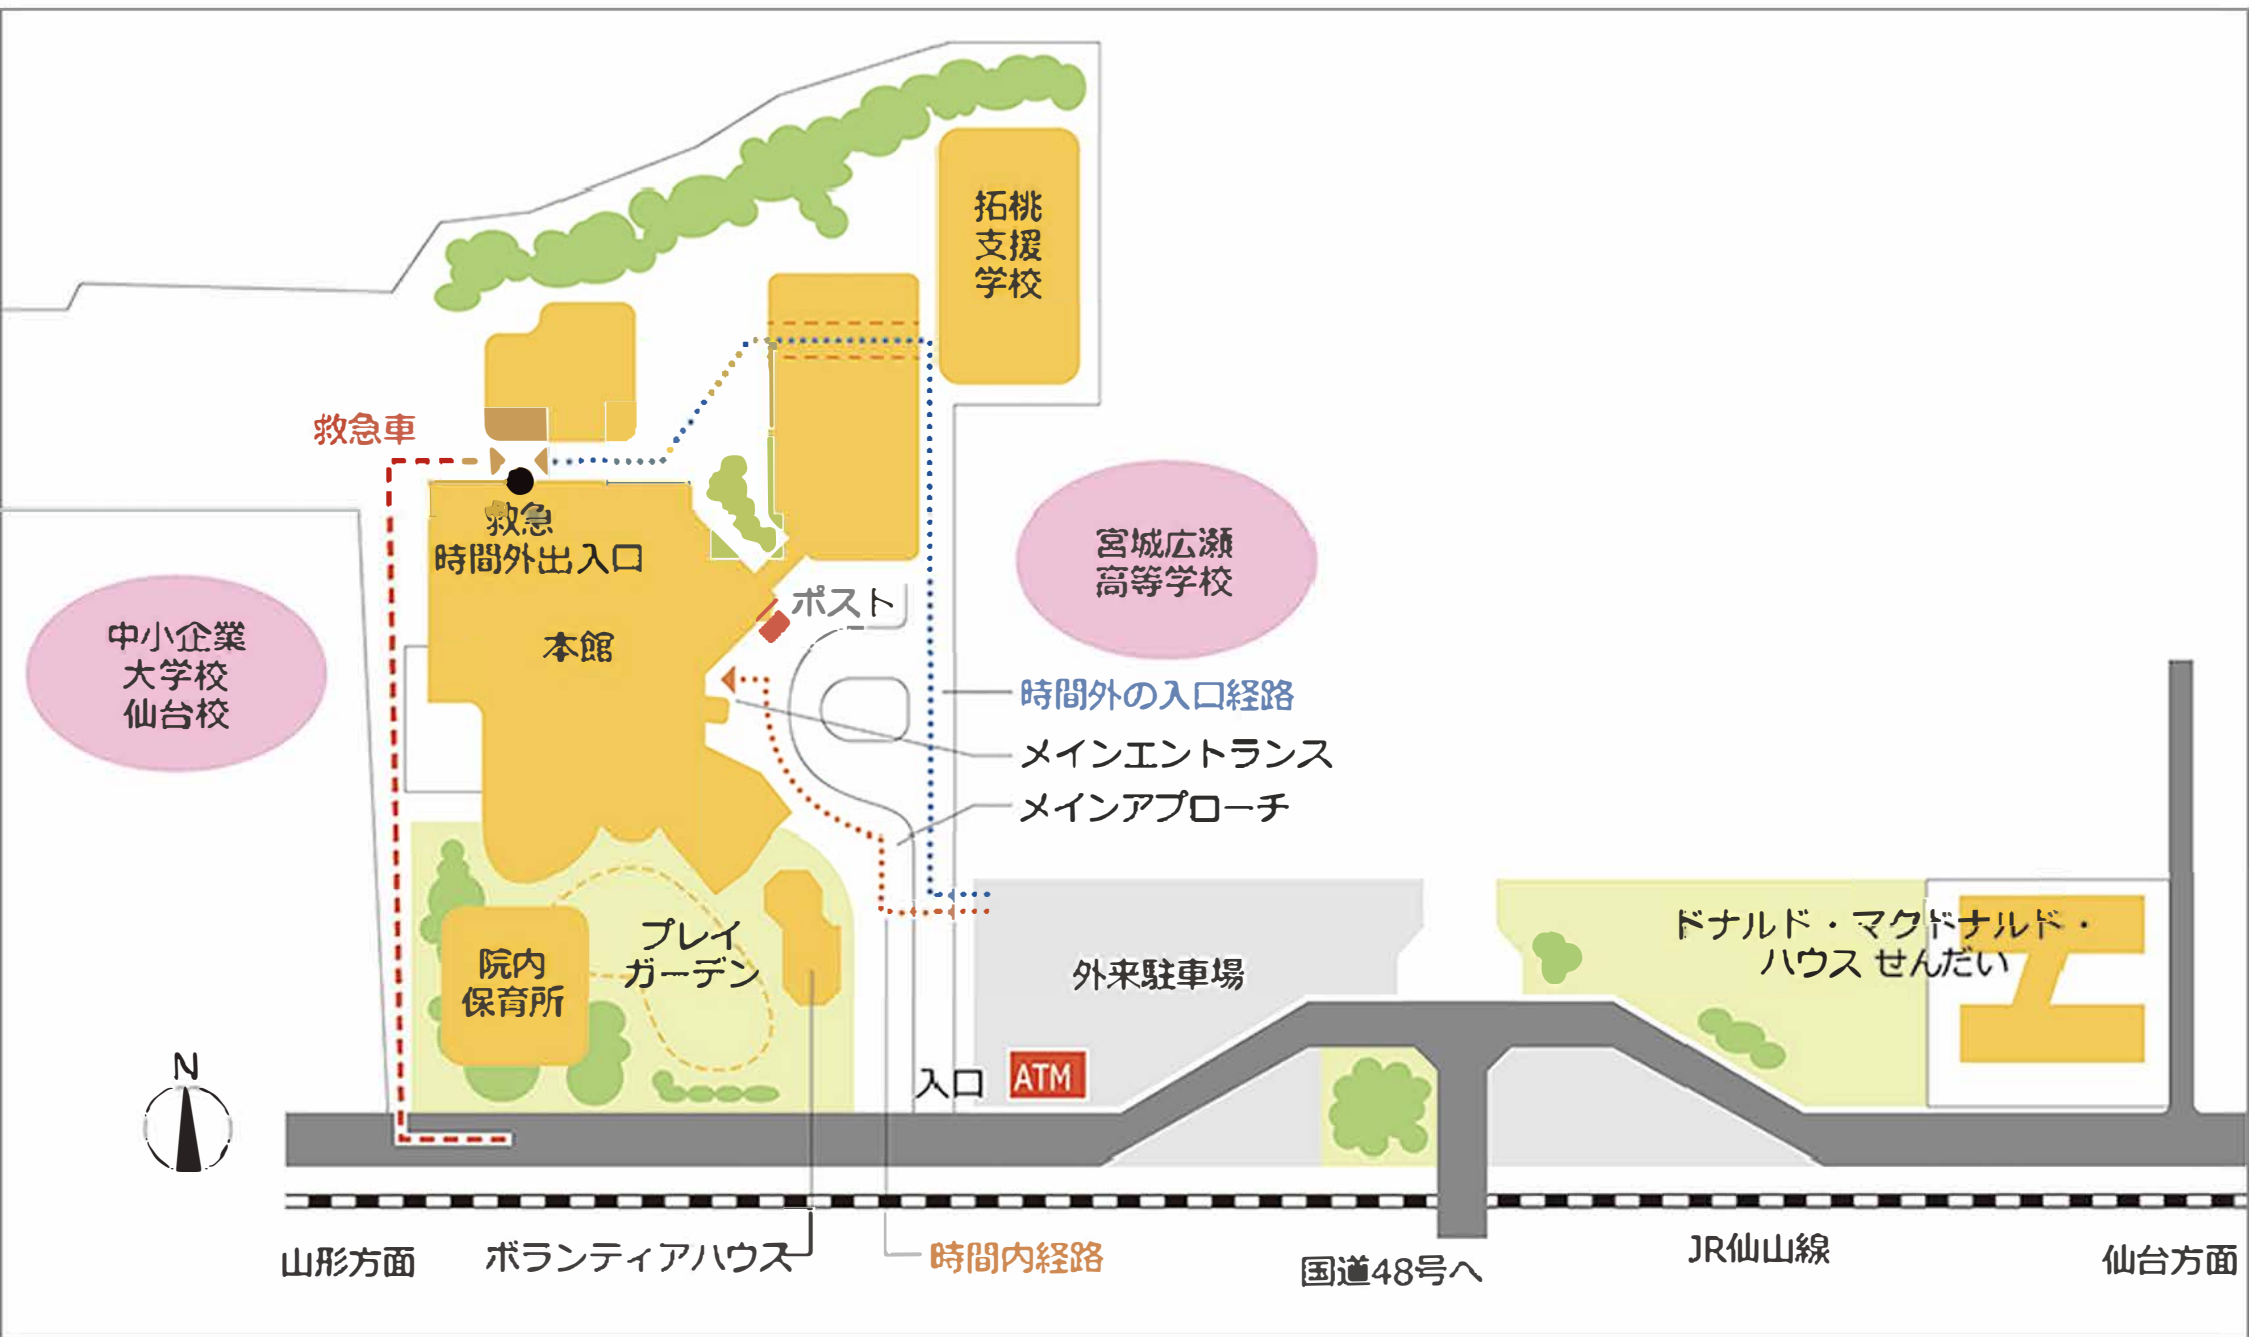 拓桃
支援
学校
救急車
救急
時間外出入口
宮城広瀬
高等学校
ポスト
中小企業
大学校
仙台校
本館
時間外の入口経路
メインエントランス
メインアプローチ
プレイ
ガーデン
院内
保育所
外来駐車場
ドナルド・マクドナルド・
ハウス せんだい
N
入口
ATM
山形方面
ボランティアハウス
時間内経路
国道48号へ
JR仙山線
仙台方面